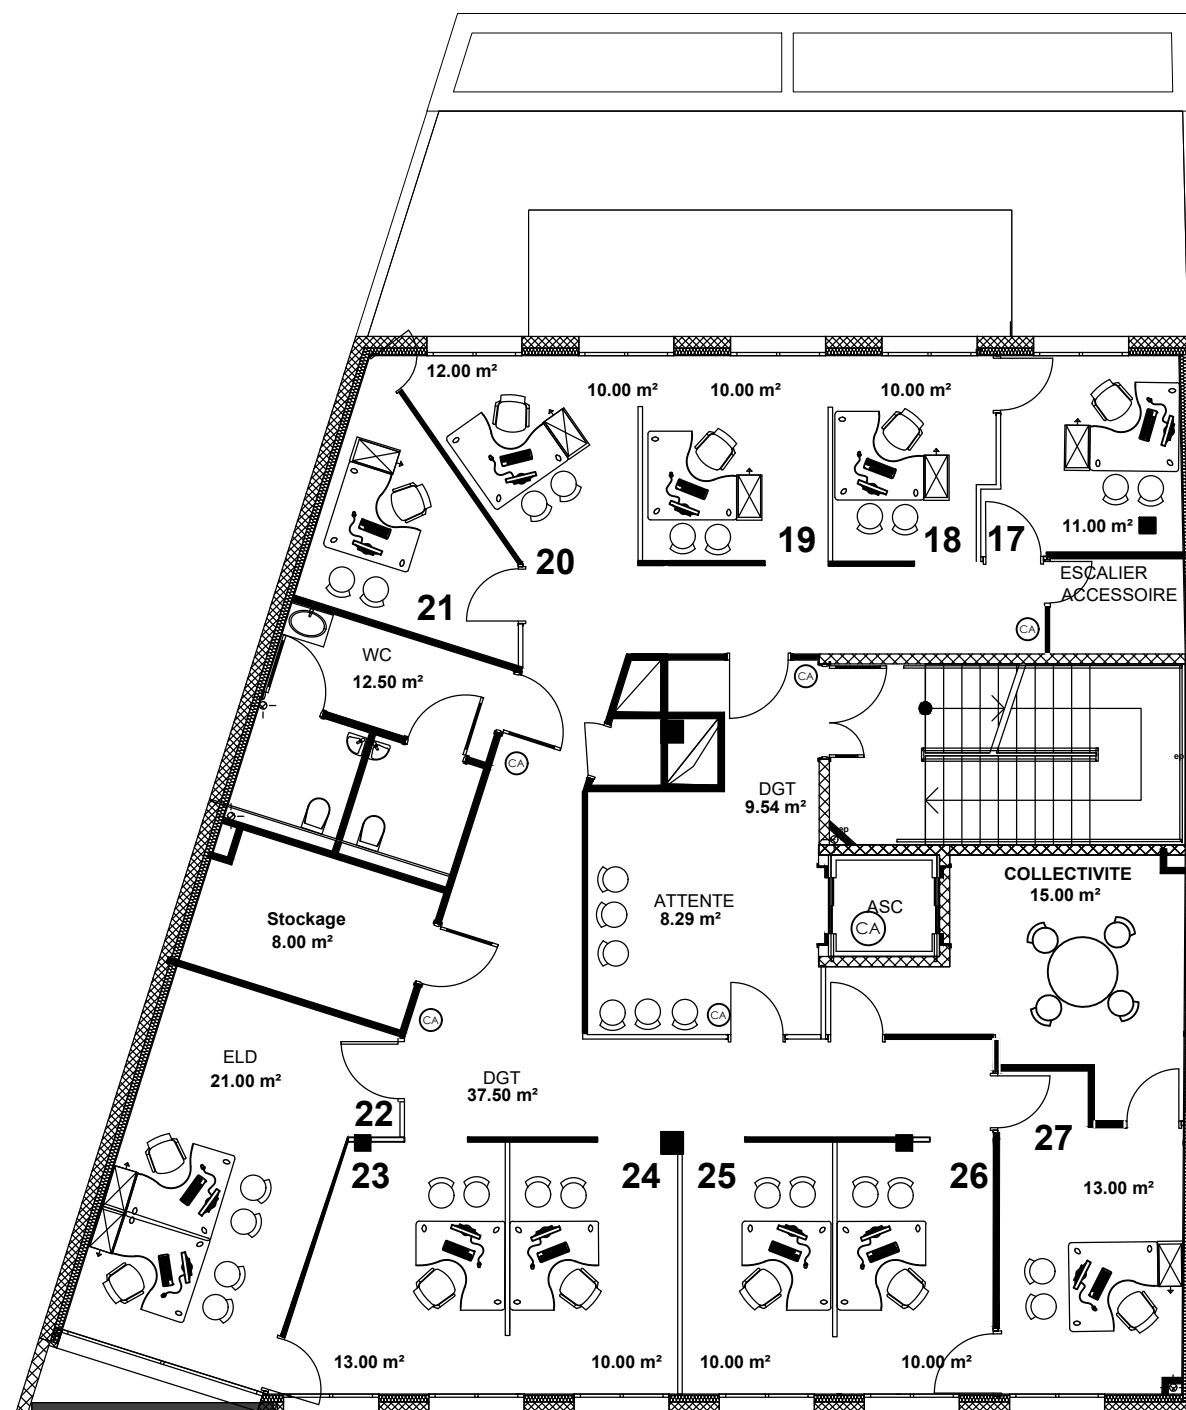 12.00 m²
10.00 m²
10.00 m²
10.00 m²
11.00 m²
17
18
19
20
21
ESCALIER
ACCESSOIRE
CA
WC
12.50 m²
CA
CA
DGT
9.54 m²
ep
ep
COLLECTIVITE
15.00 m²
ATTENTE
8.29 m²
ASC
CA
Stockage
8.00 m²
CA
CA
ELD
21.00 m²
DGT
37.50 m²
22
23
24
25
26
27
13.00 m²
13.00 m²
10.00 m²
10.00 m²
10.00 m²